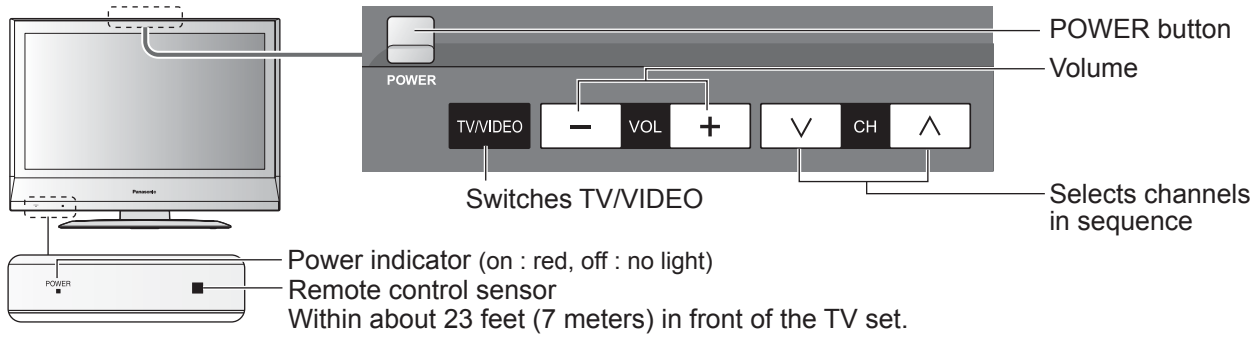 POWER button
Volume
POWER
TV/VIDEO
VOL
CH
Switches TV/VIDEO
Selects channels
in sequence
Panasonic
Power indicator (on : red, off : no light)
POWER
Remote control sensor
Within about 23 feet (7 meters) in front of the TV set.